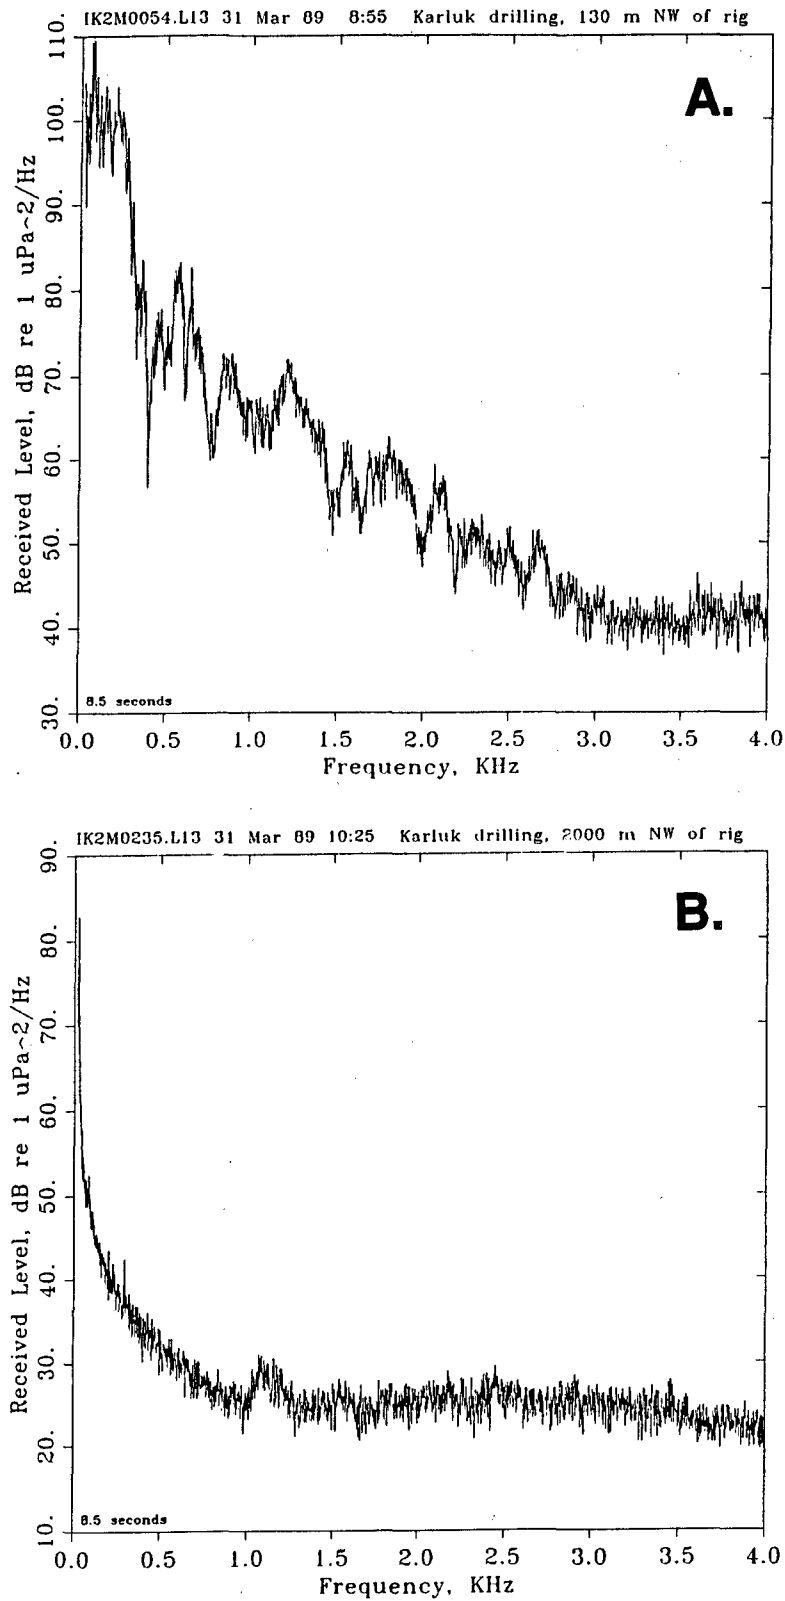 IK2M0054.L13 31 Mar 89 8:55 Karluk drilling, 130 m NW of rig
A.
110.
100.
90.
80.
70.
60.
50.
40.
30.
Received Level, dB re 1 uPa^2/Hz
8.5 seconds
0.0 0.5 1.0 1.5 2.0 2.5 3.0 3.5 4.0
Frequency, KHz
IK2M0235.L13 31 Mar 89 10:25 Karluk drilling, 2000 m NW of rig
B.
90.
80.
70.
60.
50.
40.
30.
20.
10.
Received Level, dB re 1 uPa^2/Hz
8.5 seconds
0.0 0.5 1.0 1.5 2.0 2.5 3.0 3.5 4.0
Frequency, KHz